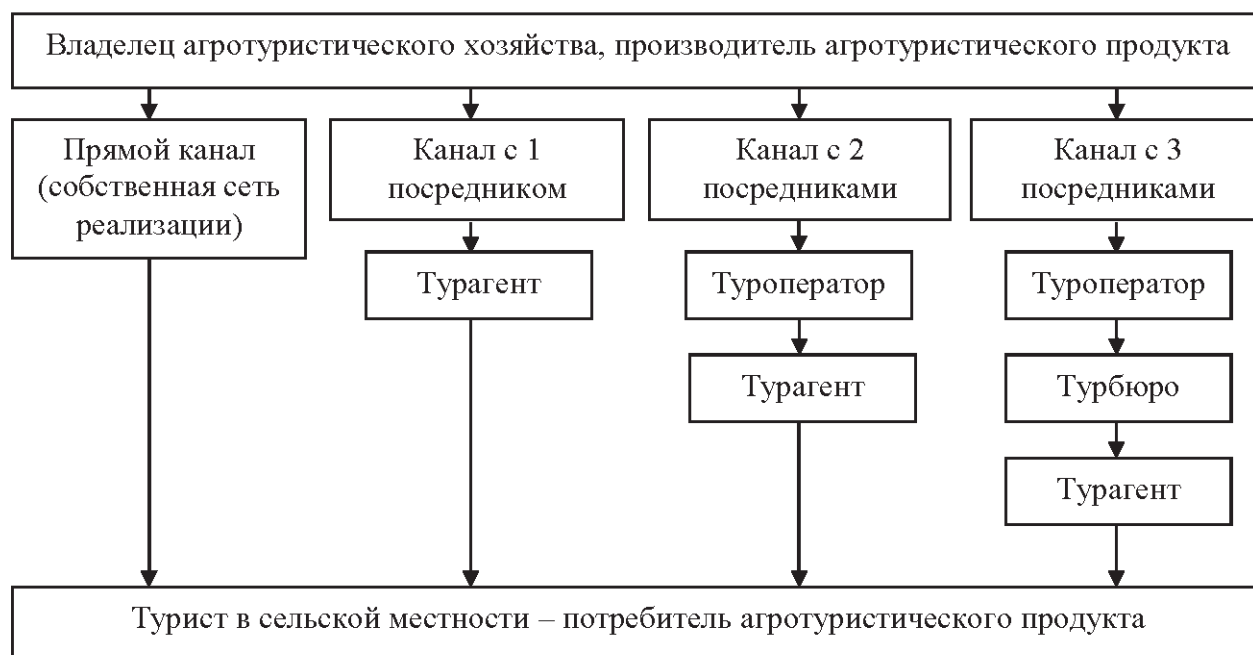 Владелец агротуристического хозяйства, производитель агротуристического продукта
Прямой канал
(собственная сеть
реализации)
Канал с 1
посредником
Канал с 2
посредниками
Канал с 3
посредниками
Турагент
Туроператор
Туроператор
Турагент
Турбюро
Турагент
Турист в сельской местности – потребитель агротуристического продукта